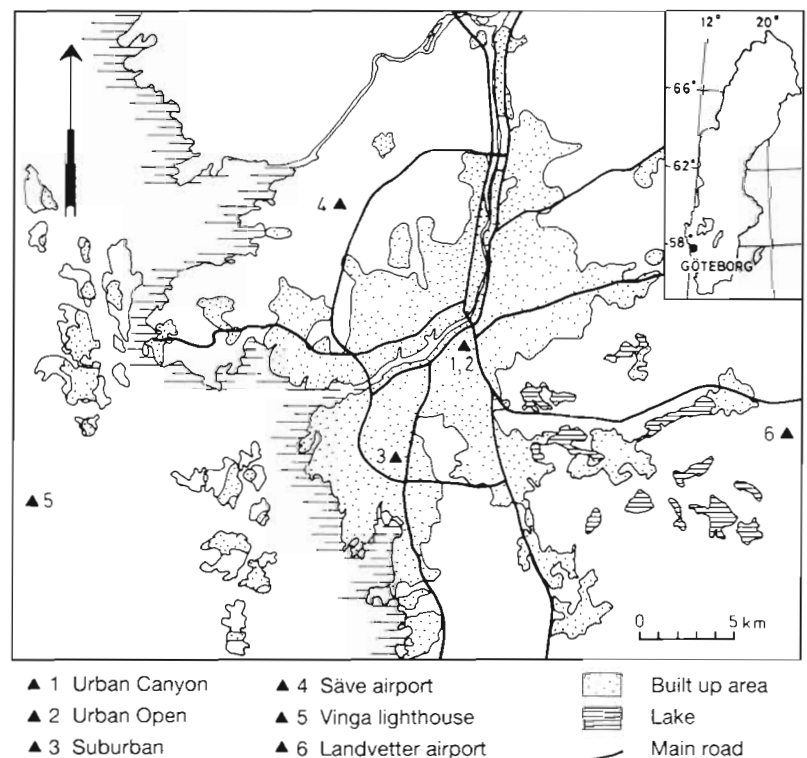 12° 20°
66°
62°
58°
GÖTEBORG
4
1,2
3
6
5
0 5 km
1 Urban Canyon
2 Urban Open
3 Suburban
4 Säve airport
5 Vinga lighthouse
6 Landvetter airport
Built up area
Lake
Main road